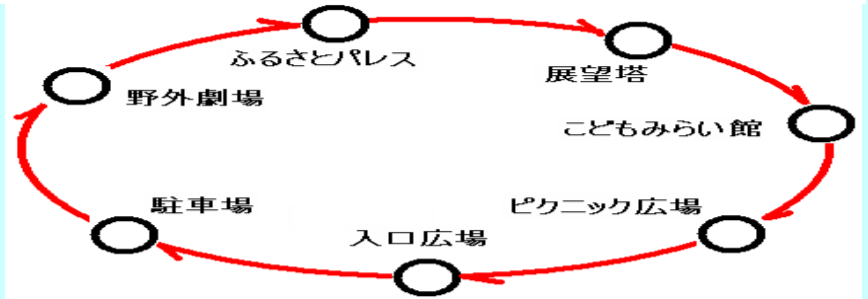 ふるさとパレス
展望塔
野外劇場
こどもみらい館
駐車場
ピクニック広場
入口広場